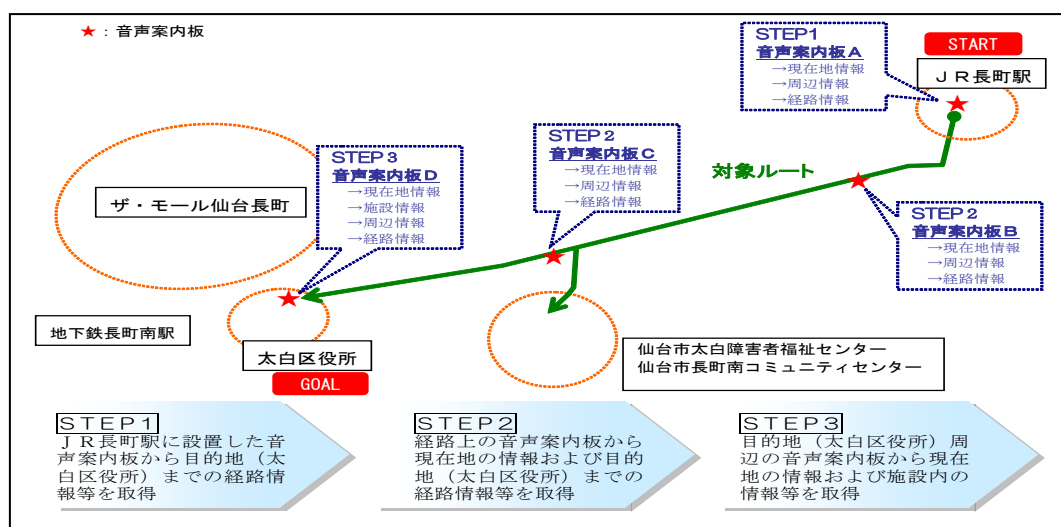 ★：音声案内板
STEP1
音声案内板A
→現在地情報
→周辺情報
→経路情報
START
ＪＲ長町駅
STEP2
音声案内板C
→現在地情報
→周辺情報
→経路情報
対象ルート
STEP3
音声案内板D
→現在地情報
→施設情報
→周辺情報
→経路情報
ザ・モール仙台長町
STEP2
音声案内板B
→現在地情報
→周辺情報
→経路情報
地下鉄長町南駅
太白区役所
GOAL
仙台市太白障害者福祉センター
仙台市長町南コミュニティセンター
ＳＴＥＰ１
ＪＲ長町駅に設置した音
声案内板から目的地（太
白区役所）までの経路情
報等を取得
ＳＴＥＰ２
経路上の音声案内板から
現在地の情報および目的
地（太白区役所）までの
経路情報等を取得
ＳＴＥＰ３
目的地（太白区役所）周
辺の音声案内板から現在
地の情報および施設内の
情報等を取得